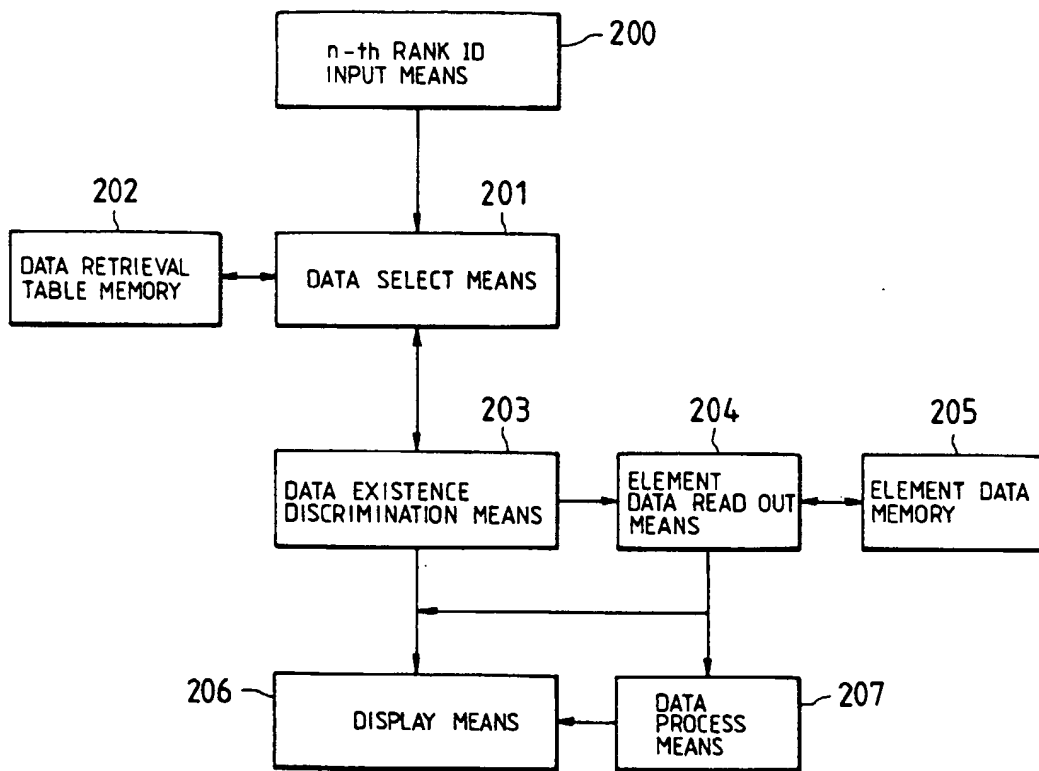 200
n-th RANK ID
INPUT MEANS
202
201
DATA RETRIEVAL
TABLE MEMORY
DATA SELECT MEANS
203
204
205
DATA EXISTENCE
DISCRIMINATION MEANS
ELEMENT
DATA READ OUT
MEANS
ELEMENT DATA
MEMORY
206
DISPLAY MEANS
DATA
PROCESS
MEANS
207